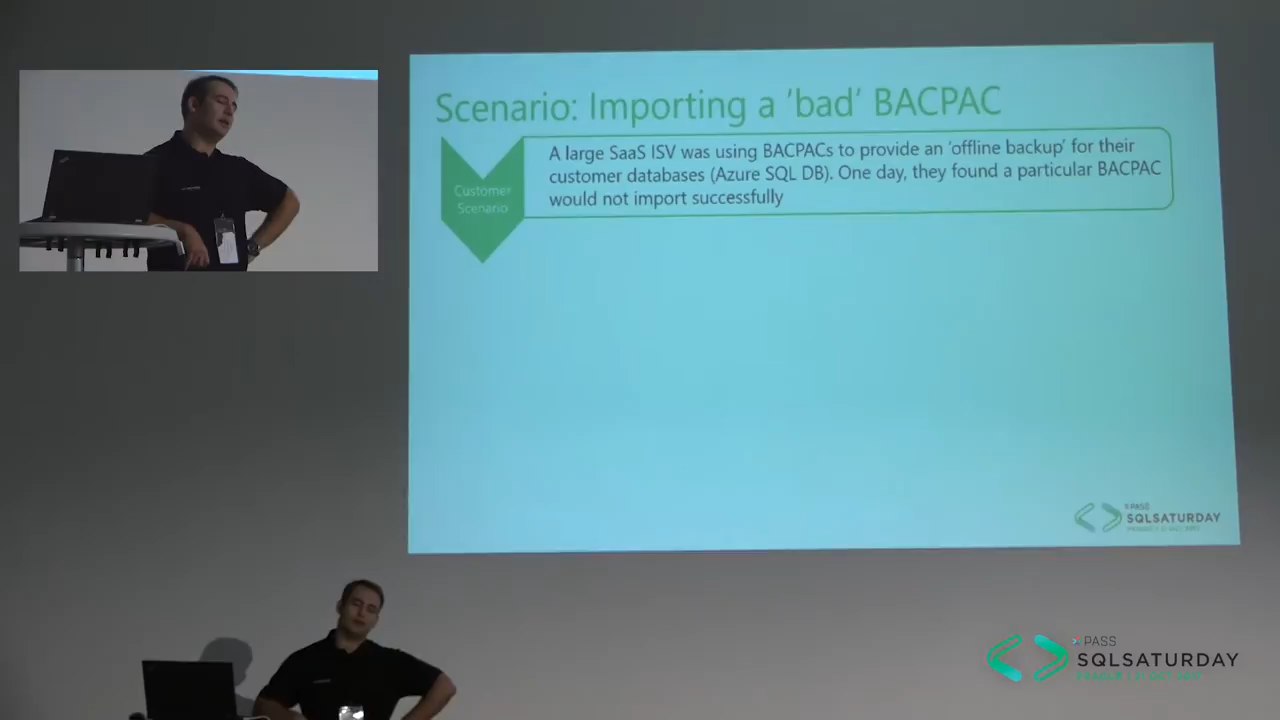 Scenario: Importing a 'bad' BACPAC
A large SaaS ISV was using BACPACs to provide an 'offline backup' for their
customer databases (Azure SQL DB). One day, they found a particular BACPAC
would not import successfully
Customer
Scenario
PASS
SQLSATURDAY
PASS
SQLSATURDAY